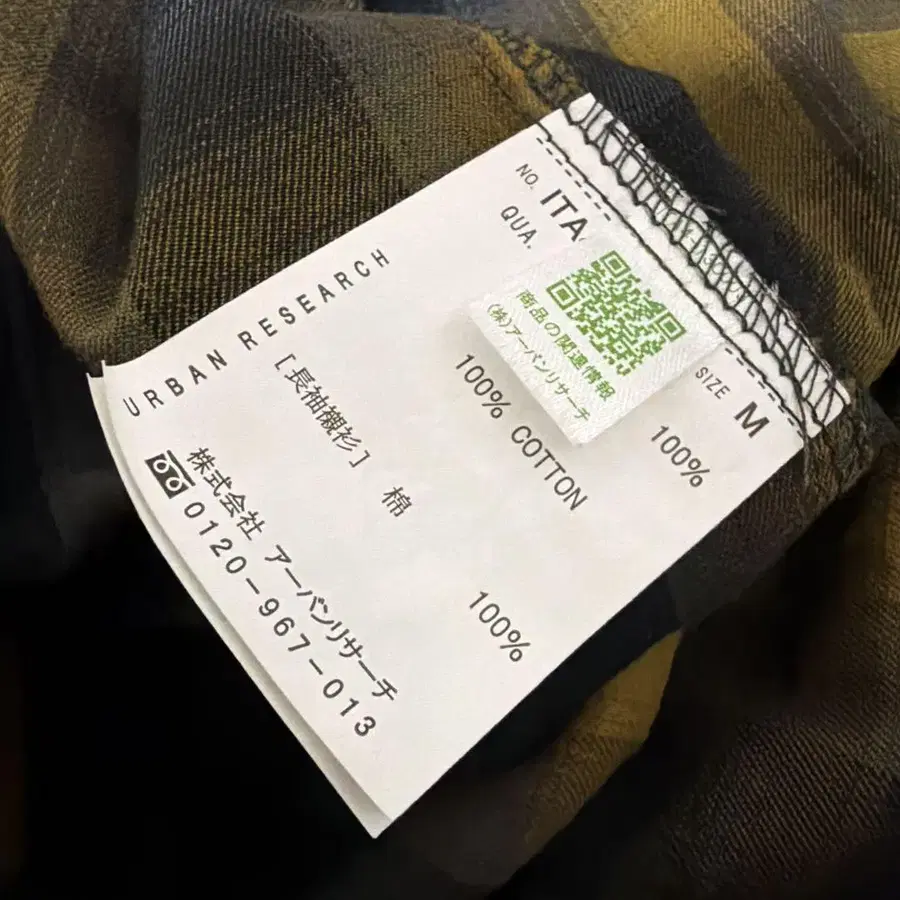 NO. ITA
SIZE M
QUA.
100%
商品の関連情報
(株)アーバンリサーチ
100% COTTON
URBAN RESEARCH
[ 長袖襯衫 ]
棉
100%
株式会社 アーバンリサーチ
0120-967-013